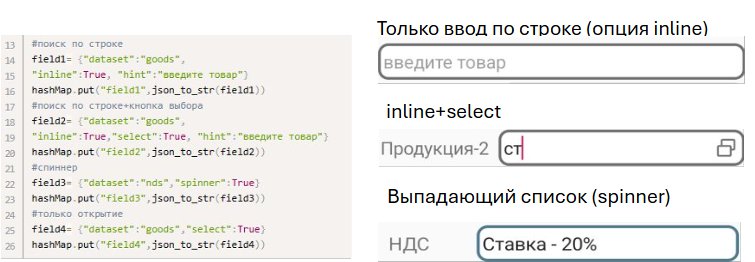 13 #поиск по строке
14 field1= {"dataset":"goods",
15 "inline":True, "hint":"введите товар"}
16 hashMap.put("field1",json_to_str(field1))
17 #поиск по строке+кнопка выбора
18 field2= {"dataset":"goods",
19 "inline":True,"select":True, "hint":"введите товар"}
20 hashMap.put("field2",json_to_str(field2))
21 #спиннер
22 field3= {"dataset":"nds","spinner":True}
23 hashMap.put("field3",json_to_str(field3))
24 #только открытие
25 field4= {"dataset":"goods","select":True}
26 hashMap.put("field4",json_to_str(field4))
Только ввод по строке (опция inline)
введите товар
inline+select
Продукция-2 ст
Выпадающий список (spinner)
НДС Ставка - 20%